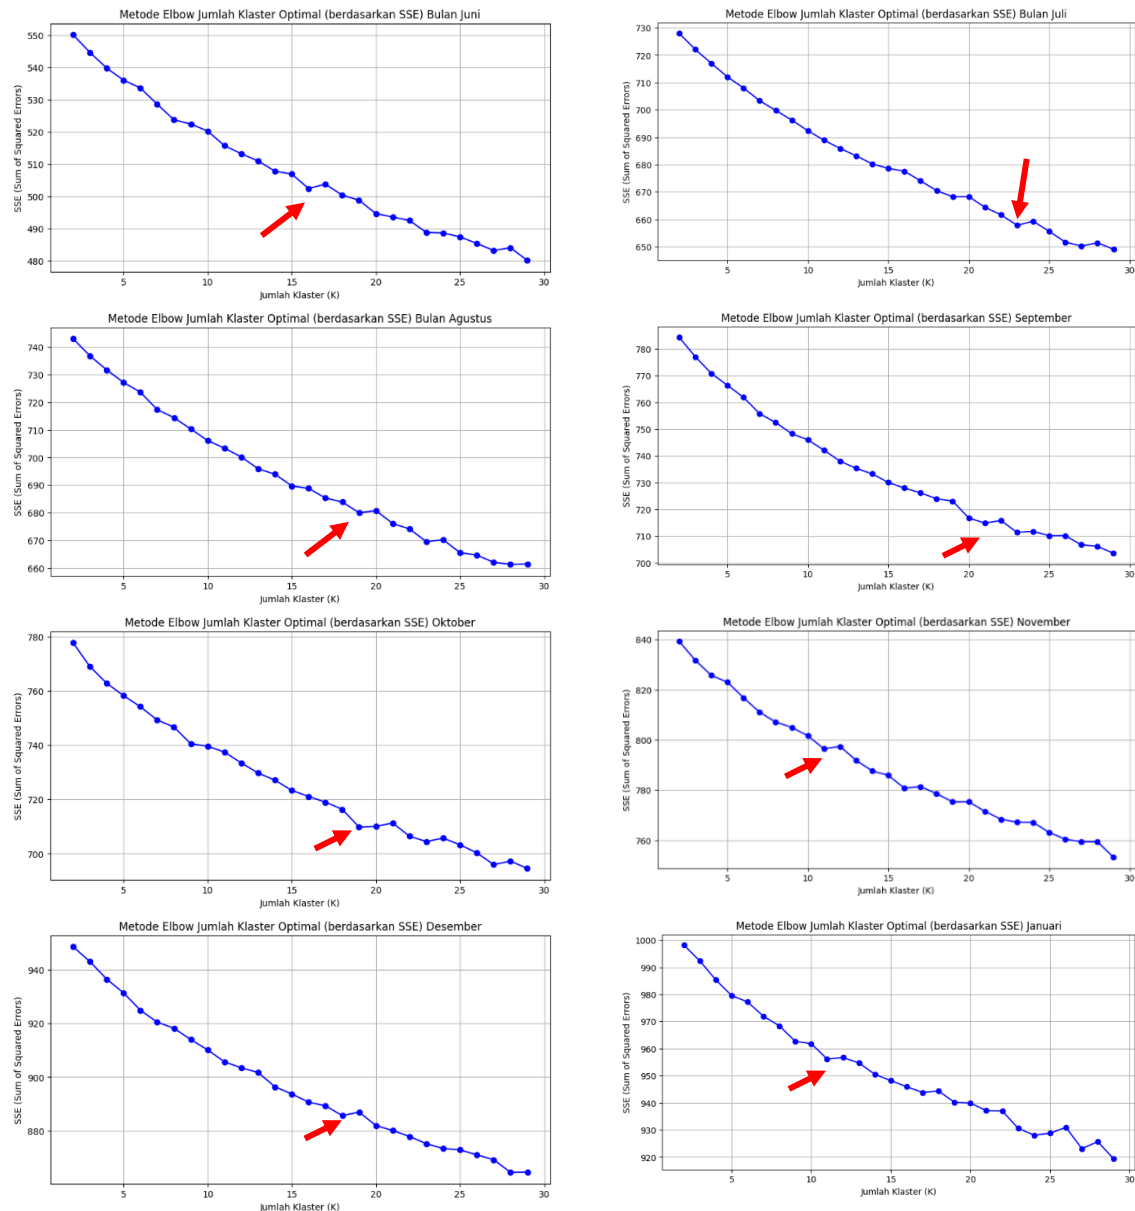 Metode Elbow Jumlah Klaster Optimal (berdasarkan SSE) Bulan Juni
550
540
530
520
510
500
490
480
SSE (Sum of Squared Errors)
5 10 15 20 25 30
Jumlah Klaster (K)
Metode Elbow Jumlah Klaster Optimal (berdasarkan SSE) Bulan Juli
730
720
710
700
690
680
670
660
650
SSE (Sum of Squared Errors)
5 10 15 20 25 30
Jumlah Klaster (K)
Metode Elbow Jumlah Klaster Optimal (berdasarkan SSE) Bulan Agustus
740
730
720
710
700
690
680
670
660
SSE (Sum of Squared Errors)
5 10 15 20 25 30
Jumlah Klaster (K)
Metode Elbow Jumlah Klaster Optimal (berdasarkan SSE) September
780
770
760
750
740
730
720
710
700
SSE (Sum of Squared Errors)
5 10 15 20 25 30
Jumlah Klaster (K)
Metode Elbow Jumlah Klaster Optimal (berdasarkan SSE) Oktober
780
760
740
720
700
SSE (Sum of Squared Errors)
5 10 15 20 25 30
Jumlah Klaster (K)
Metode Elbow Jumlah Klaster Optimal (berdasarkan SSE) November
840
820
800
780
760
SSE (Sum of Squared Errors)
5 10 15 20 25 30
Jumlah Klaster (K)
Metode Elbow Jumlah Klaster Optimal (berdasarkan SSE) Desember
940
920
900
880
SSE (Sum of Squared Errors)
5 10 15 20 25 30
Jumlah Klaster (K)
Metode Elbow Jumlah Klaster Optimal (berdasarkan SSE) Januari
1000
990
980
970
960
950
940
930
920
SSE (Sum of Squared Errors)
5 10 15 20 25 30
Jumlah Klaster (K)